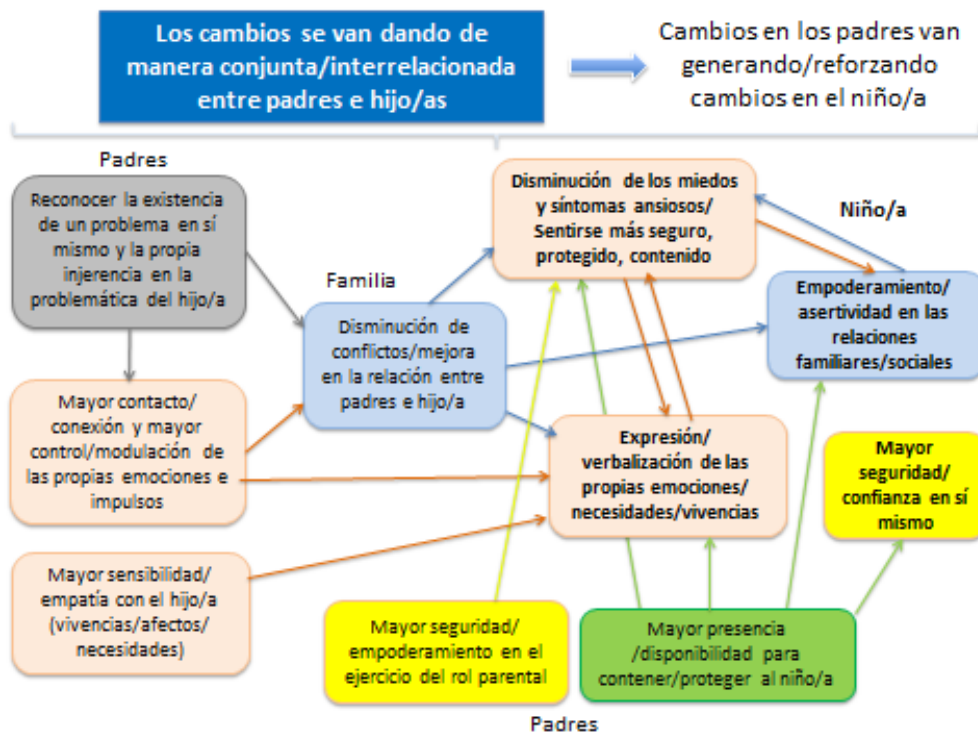 Los cambios se van dando de
manera conjunta/interrelacionada
entre padres e hijo/as
Cambios en los padres van
generando/reforzando
cambios en el niño/a
Padres
Reconocer la existencia
de un problema en sí
mismo y la propia
injerencia en la
problemática del hijo/a
Disminución de los miedos
y síntomas ansiosos/
Sentirse más seguro,
protegido, contenido
Niño/a
Familia
Disminución de
conflictos/mejora
en la relación entre
padres e hijo/a
Empoderamiento/
asertividad en las
relaciones
familiares/sociales
Mayor contacto/
conexión y mayor
control/modulación de
las propias emociones e
impulsos
Expresión/
verbalización de las
propias emociones/
necesidades/vivencias
Mayor
seguridad/
confianza en sí
mismo
Mayor sensibilidad/
empatía con el hijo/a
(vivencias/afectos/
necesidades)
Mayor seguridad/
empoderamiento en el
ejercicio del rol parental
Mayor presencia
/disponibilidad para
contener/proteger al niño/a
Padres